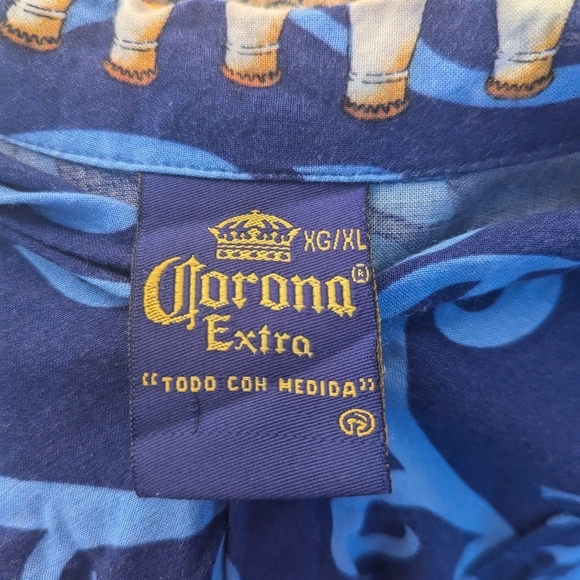 XG/XL
Corona®
Extra
"TODO CON MEDIDA"